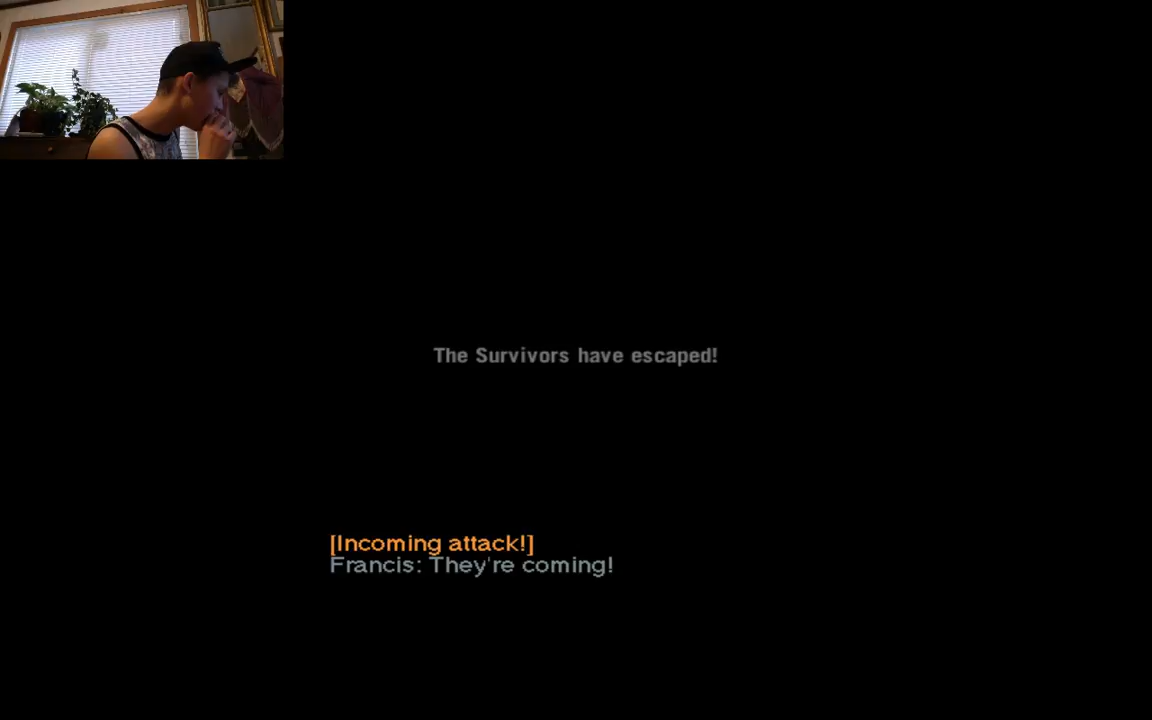 The Survivors have escaped!
[Incoming attack!]
Francis: They're coming!